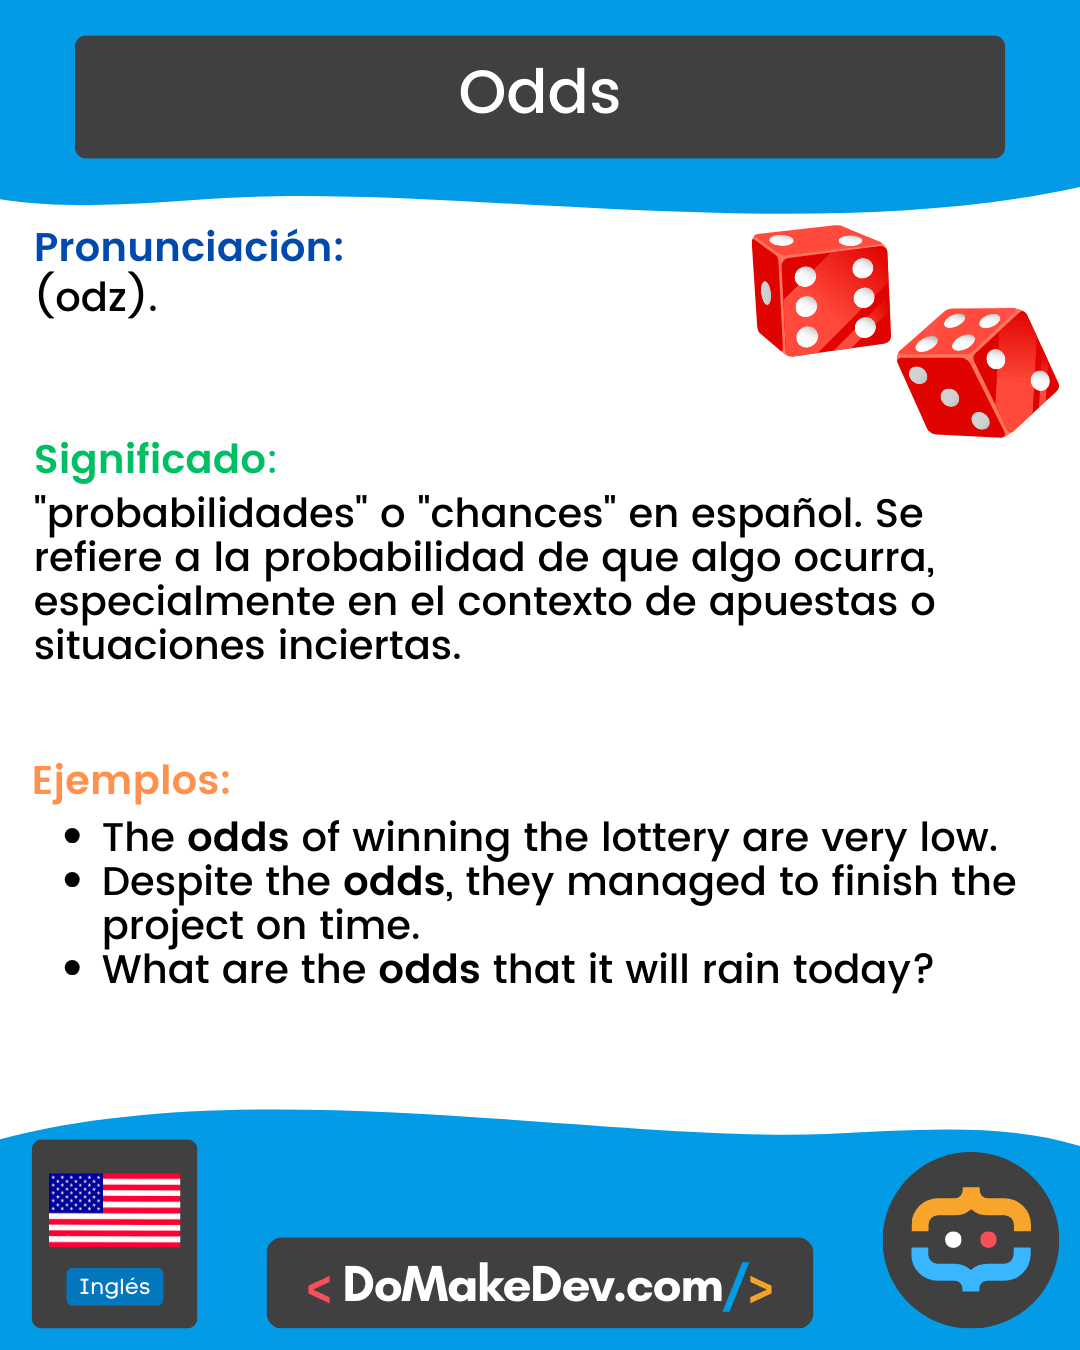 Odds
Pronunciación:
(odz).
Significado:
"probabilidades" o "chances" en español. Se
refiere a la probabilidad de que algo ocurra,
especialmente en el contexto de apuestas o
situaciones inciertas.
Ejemplos:
• The odds of winning the lottery are very low.
• Despite the odds, they managed to finish the
project on time.
• What are the odds that it will rain today?
Inglés
< DoMakeDev.com/>